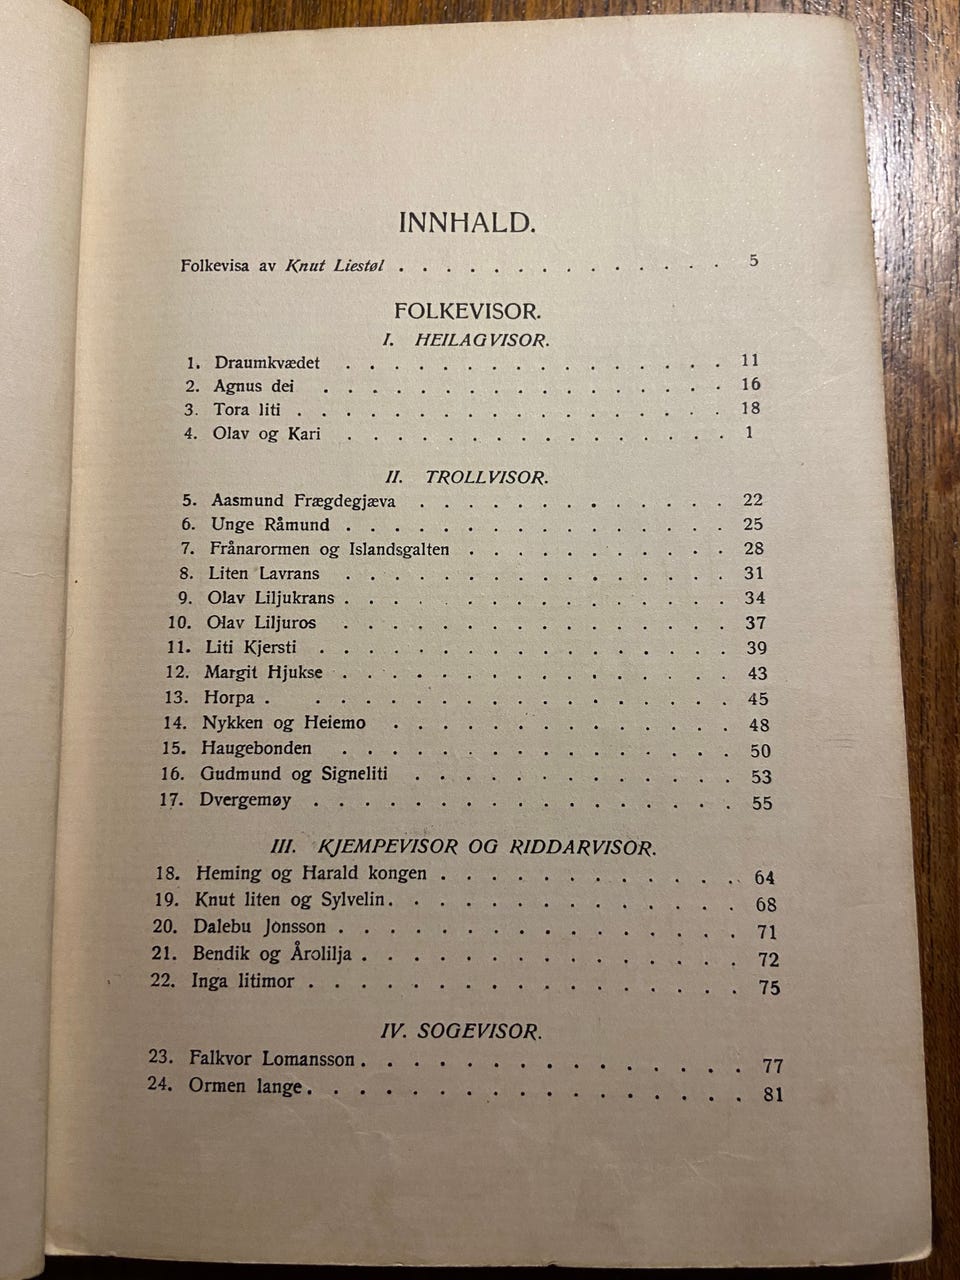 INNHALD.
Folkevisa av Knut Liestøl . . . . . . . . . . . . . . 5
FOLKEVISOR.
I. HEILAGVISOR.
1. Draumkvædet . . . . . . . . . . . . . . . 11
2. Agnus dei . . . . . . . . . . . . . . . . 16
3. Tora liti . . . . . . . . . . . . . . . . . 18
4. Olav og Kari . . . . . . . . . . . . . . . 1
II. TROLLVISOR.
5. Aasmund Frægdegjæva . . . . . . . . . . . . 22
6. Unge Råmund . . . . . . . . . . . . . . . 25
7. Frånarormen og Islandsgalten . . . . . . . . . . 28
8. Liten Lavrans . . . . . . . . . . . . . . . 31
9. Olav Liljukrans . . . . . . . . . . . . . . . 34
10. Olav Liljuros . . . . . . . . . . . . . . . 37
11. Liti Kjersti . . . . . . . . . . . . . . . . 39
12. Margit Hjukse . . . . . . . . . . . . . . . 43
13. Horpa . . . . . . . . . . . . . . . . . 45
14. Nykken og Heiemo . . . . . . . . . . . . . 48
15. Haugebonden . . . . . . . . . . . . . . . 50
16. Gudmund og Signeliti . . . . . . . . . . . . 53
17. Dvergemøy . . . . . . . . . . . . . . . . 55
III. KJEMPEVISOR OG RIDDARVISOR.
18. Heming og Harald kongen . . . . . . . . . . . . 64
19. Knut liten og Sylvelin . . . . . . . . . . . . . . 68
20. Dalebu Jonsson . . . . . . . . . . . . . . . . 71
21. Bendik og Årolilja . . . . . . . . . . . . . . . 72
22. Inga litimor . . . . . . . . . . . . . . . . . 75
IV. SOGEVISOR.
23. Falkvor Lomansson . . . . . . . . . . . . . . . 77
24. Ormen lange . . . . . . . . . . . . . . . . . 81